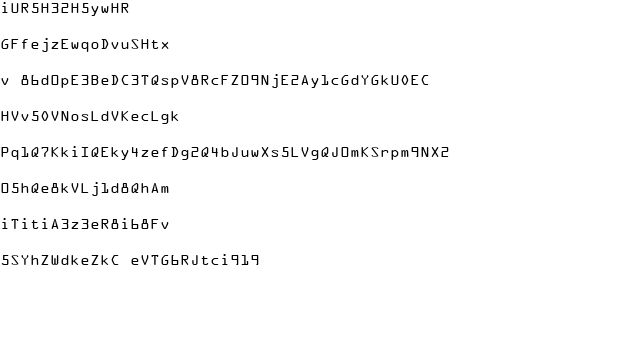 iUR5H32H5ywHR
GFfejzEwqoDvuSHtx
v 86dOpE3BeDC3TQspV8RcFZO9NjE2Ay1cGdYGkU0EC
HVv50VNosLdVKecLgk
Pq1Q7KkiIQEky4zefDg2Q4bJuwXs5LVgQJOmKSrpm9NX2
O5hQe8kVLj1d8QhAm
iTitiA3z3eR8i68Fv
5SYhZWdkeZkC eVTG6RJtci919